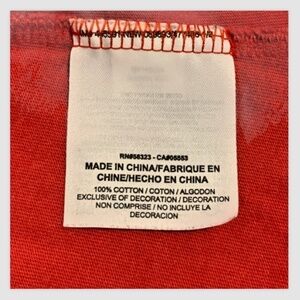 RN#56323 - CA#05553
MADE IN CHINA/FABRIQUE EN
CHINE/HECHO EN CHINA
100% COTTON / COTON / ALGODON
EXCLUSIVE OF DECORATION / DECORATION
NON COMPRISE / NO INCLUYE LA
DECORACION